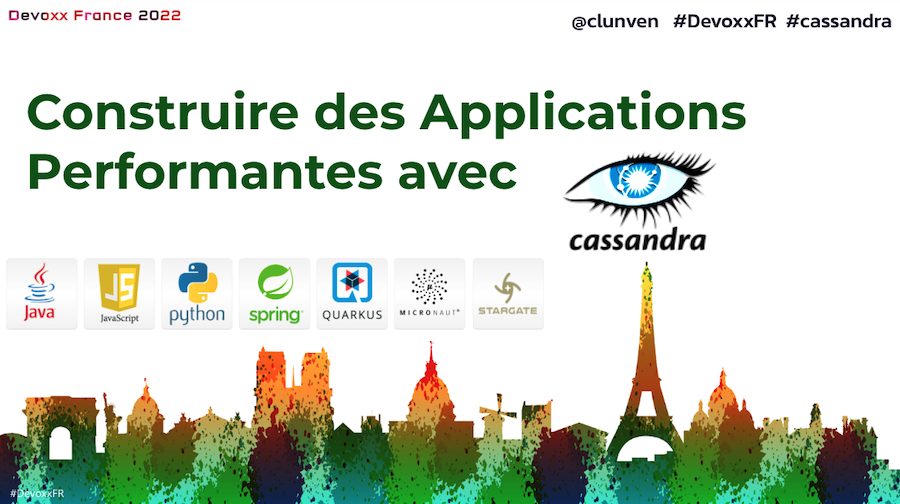 Devoxx France 2022
@clunven #DevoxxFR #cassandra
Construire des Applications
Performantes avec
cassandra
Java
JS
JavaScript
python
spring
QUARKUS
μ
MICRONAUT
STARGATE
#DevoxxFR